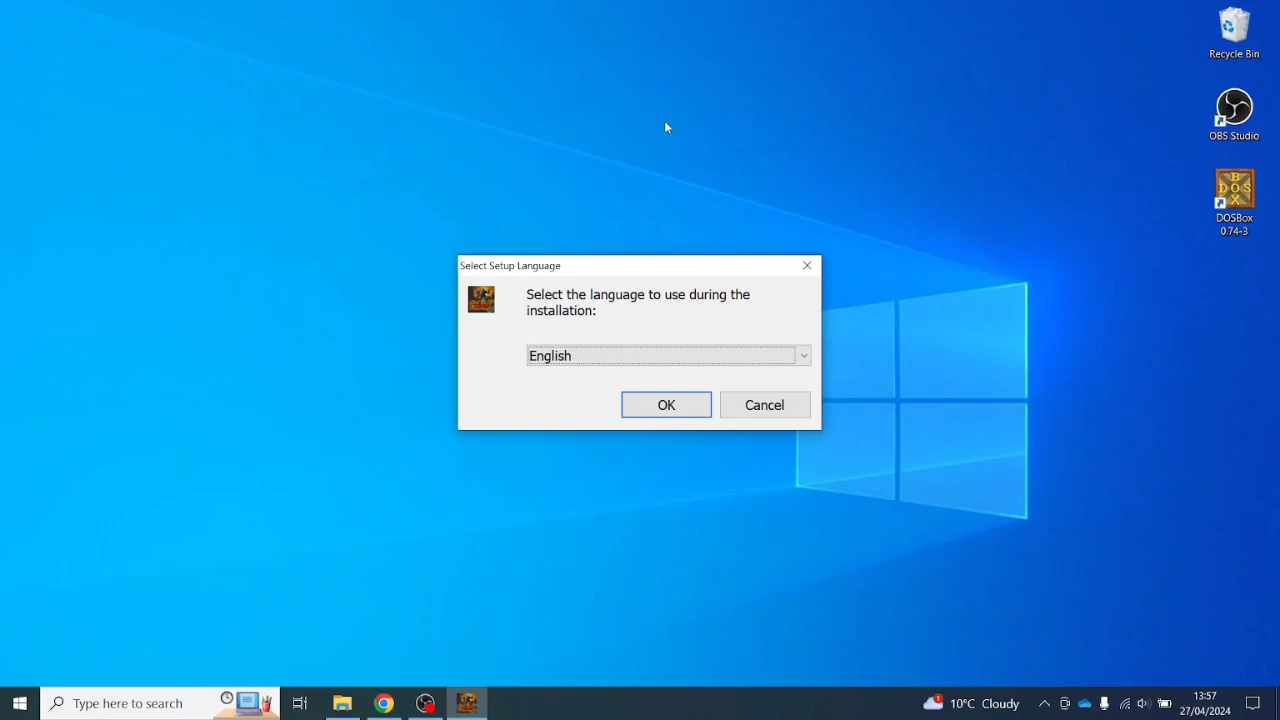 Recycle Bin
OBS Studio
DOSBox
0.74-3
Select Setup Language
Select the language to use during the
installation:
English
OK
Cancel
Type here to search
1
10°C Cloudy
13:57
27/04/2024